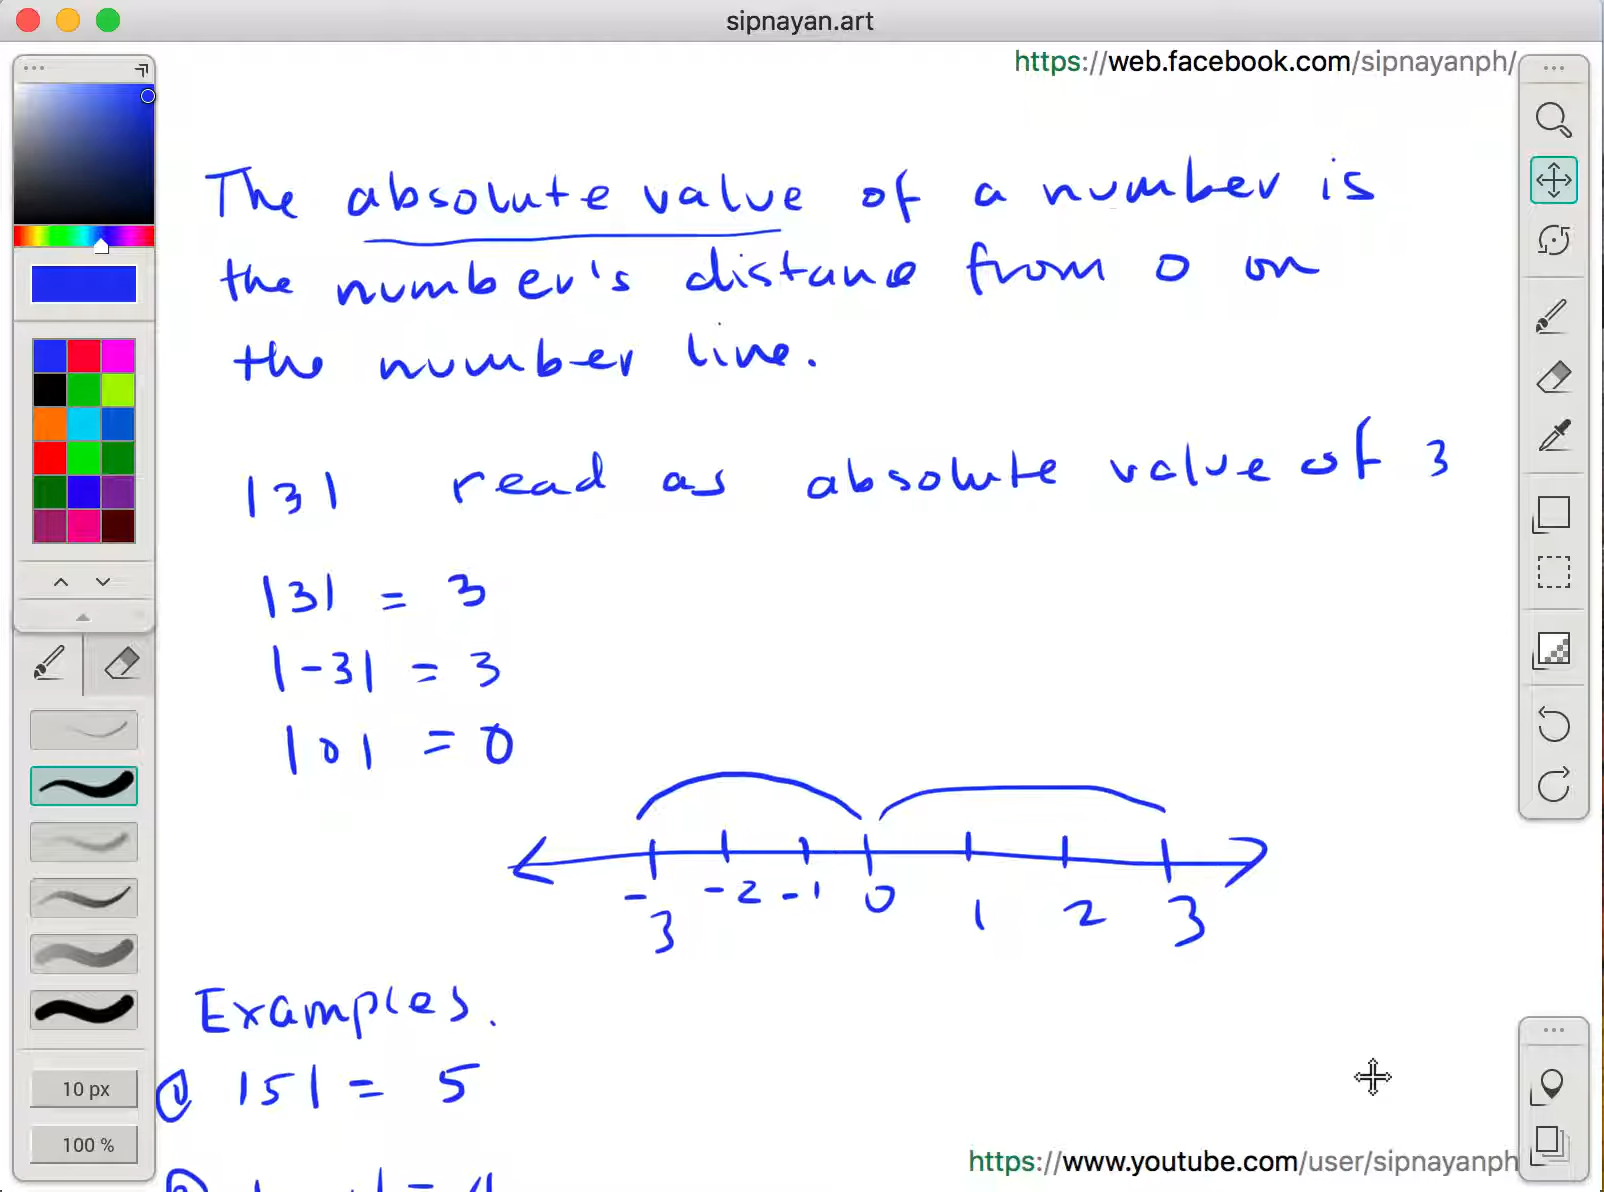 sipnayan.art
https://web.facebook.com/sipnayanph/
The absolute value of a number is
the number's distance from 0 on
the number line.
|3| read as absolute value of 3
|3| = 3
|-3| = 3
|0| = 0
-3 -2 -1 0 1 2 3
Examples.
① |5| = 5
10 px
100 %
https://www.youtube.com/user/sipnayanph